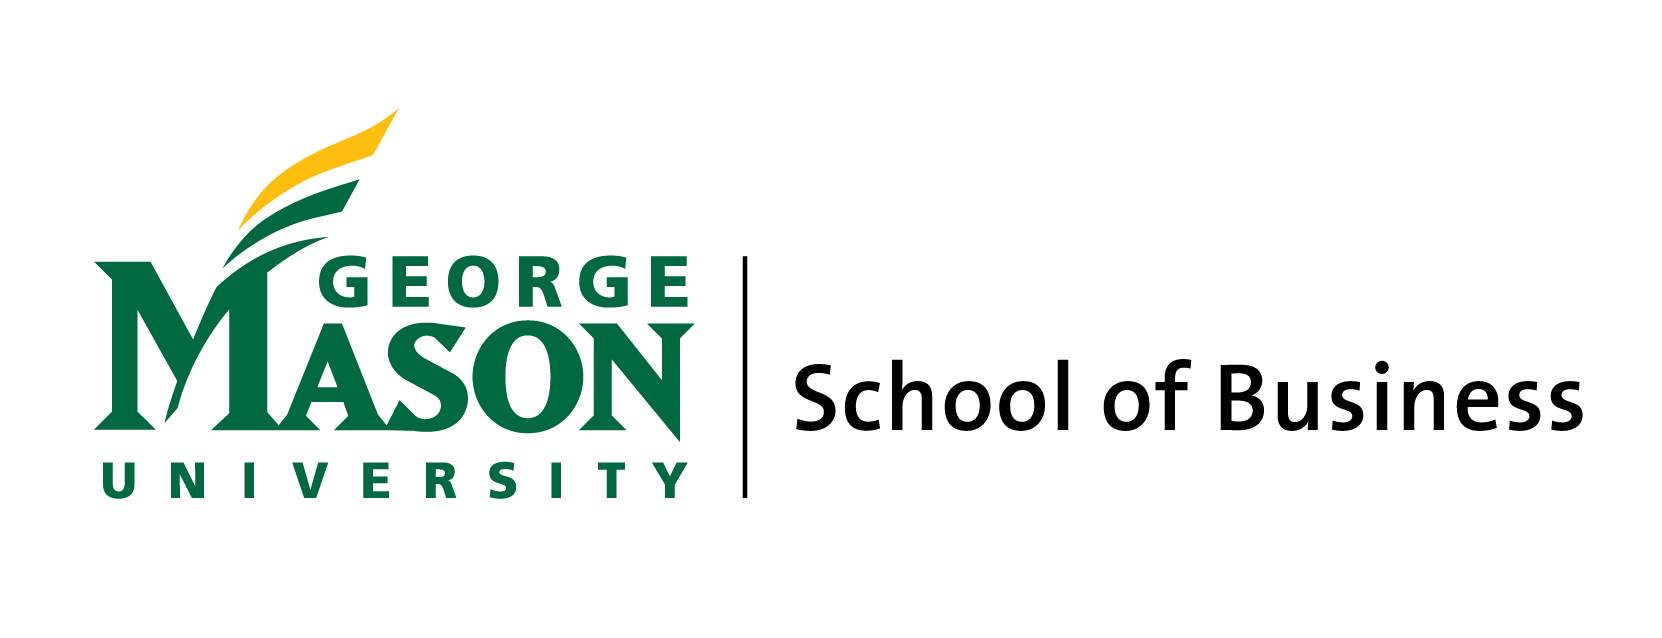 GEORGE
MASON
UNIVERSITY
School of Business